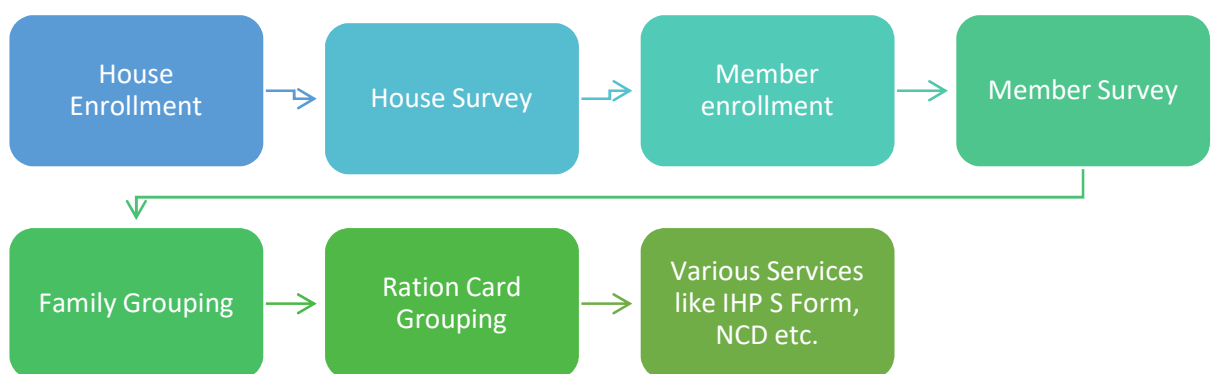 House
Enrollment
House Survey
Member
enrollment
Member Survey
Family Grouping
Ration Card
Grouping
Various Services
like IHP S Form,
NCD etc.